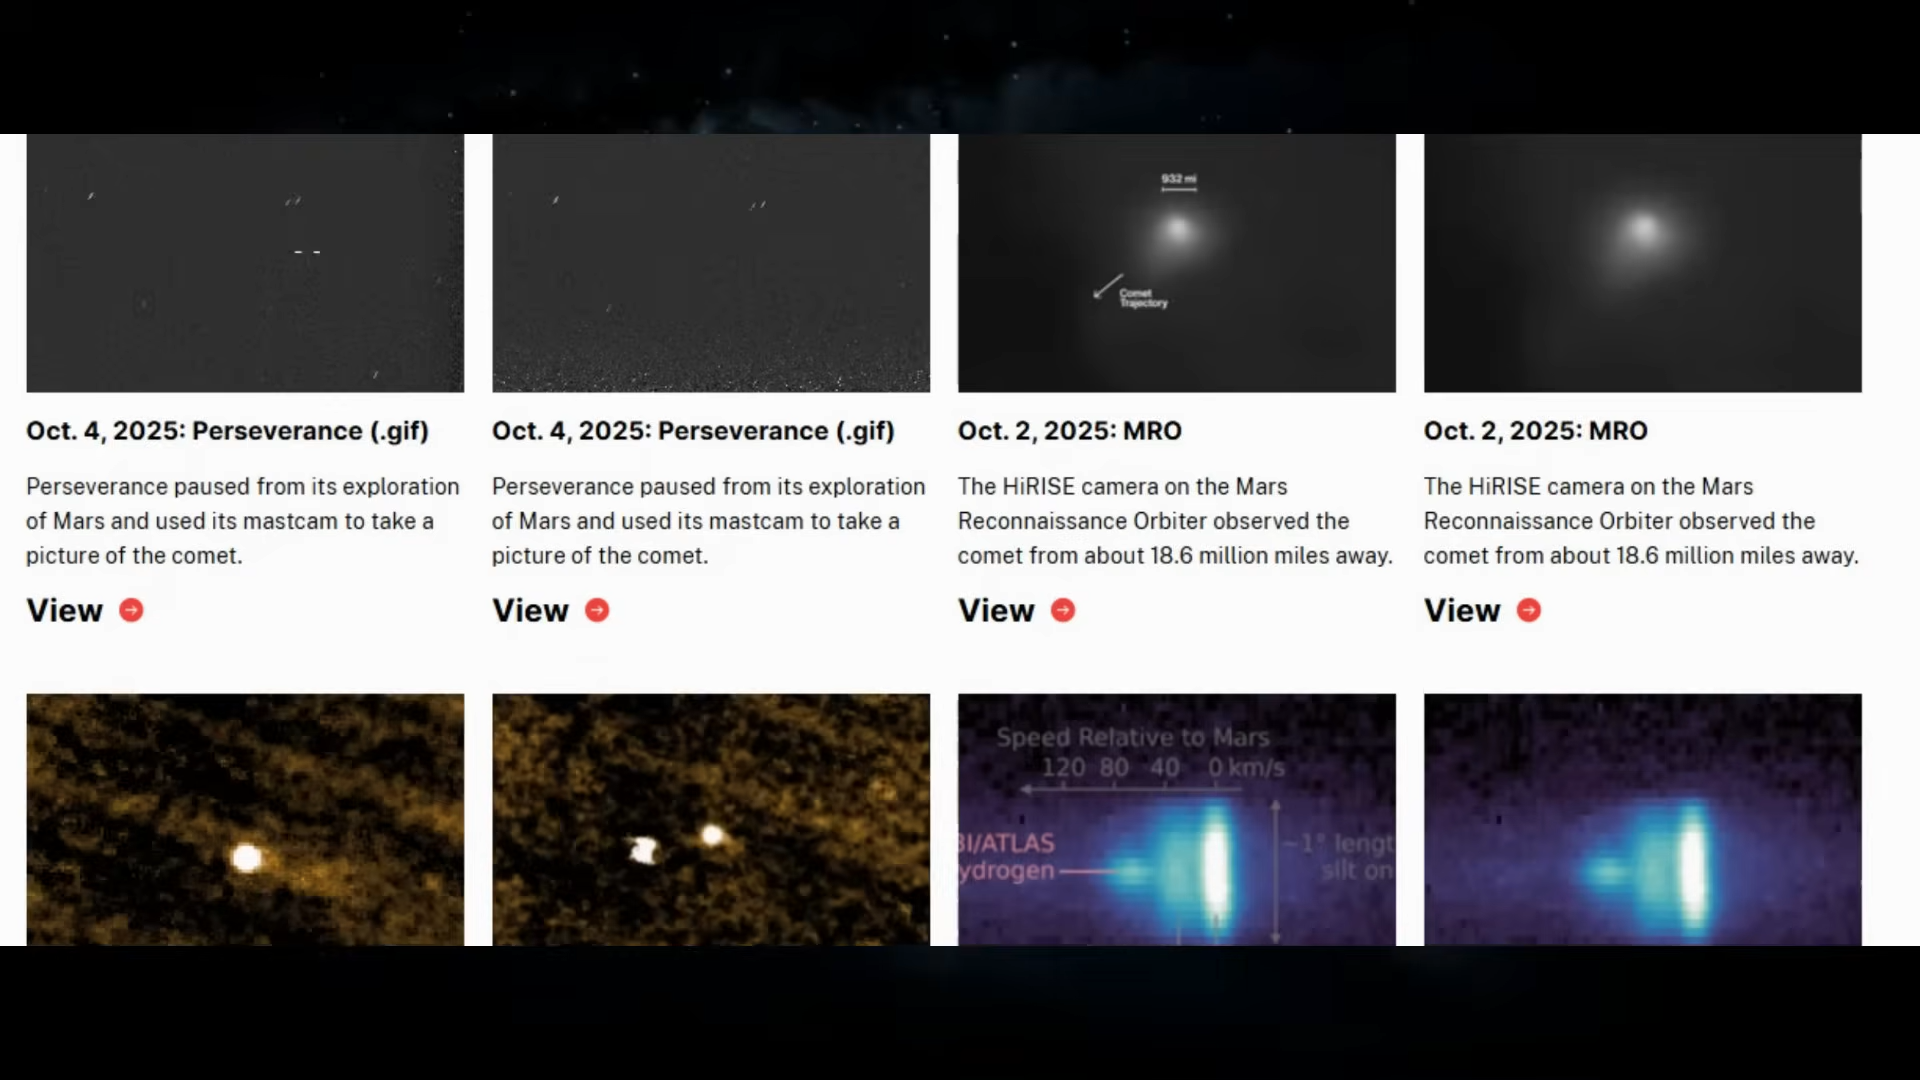 932 mi
Comet
Trajectory
Oct. 4, 2025: Perseverance (.gif)
Perseverance paused from its exploration
of Mars and used its mastcam to take a
picture of the comet.
View
Oct. 4, 2025: Perseverance (.gif)
Perseverance paused from its exploration
of Mars and used its mastcam to take a
picture of the comet.
View
Oct. 2, 2025: MRO
The HiRISE camera on the Mars
Reconnaissance Orbiter observed the
comet from about 18.6 million miles away.
View
Oct. 2, 2025: MRO
The HiRISE camera on the Mars
Reconnaissance Orbiter observed the
comet from about 18.6 million miles away.
View
Speed Relative to Mars
120 80 40 0 km/s
3I/ATLAS
ydrogen
~1° lengt
slit on